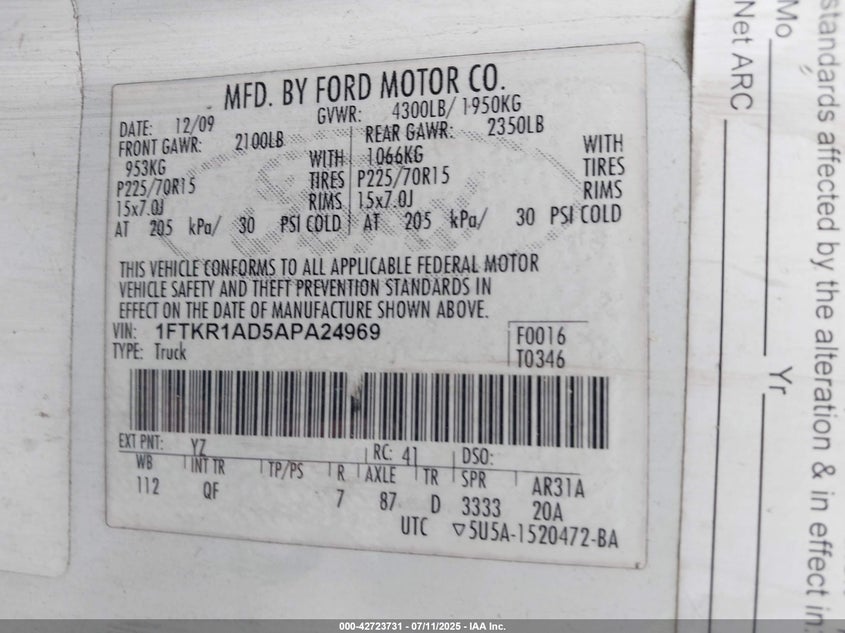 MFD. BY FORD MOTOR CO.
DATE: 12/09 GVWR: 4300LB/ 1950KG
FRONT GAWR: 2100LB REAR GAWR: 2350LB
953KG WITH 1066KG WITH
P225/70R15 TIRES P225/70R15 TIRES
15x7.0J RIMS 15x7.0J RIMS
AT 205 kPa/ 30 PSI COLD AT 205 kPa/ 30 PSI COLD
THIS VEHICLE CONFORMS TO ALL APPLICABLE FEDERAL MOTOR
VEHICLE SAFETY AND THEFT PREVENTION STANDARDS IN
EFFECT ON THE DATE OF MANUFACTURE SHOWN ABOVE.
VIN: 1FTKR1AD5APA24969 F0016
TYPE: Truck T0346
EXT PNT: YZ RC: 41 DSO:
WB INT TR TP/PS R AXLE TR SPR AR31A
112 QF 7 87 D 3333 20A
UTC ▽5U5A-1520472-BA
standards affected by the alteration & in effect in
Mo Yr
Net ARC
000-42723731 - 07/11/2025 - IAA Inc.